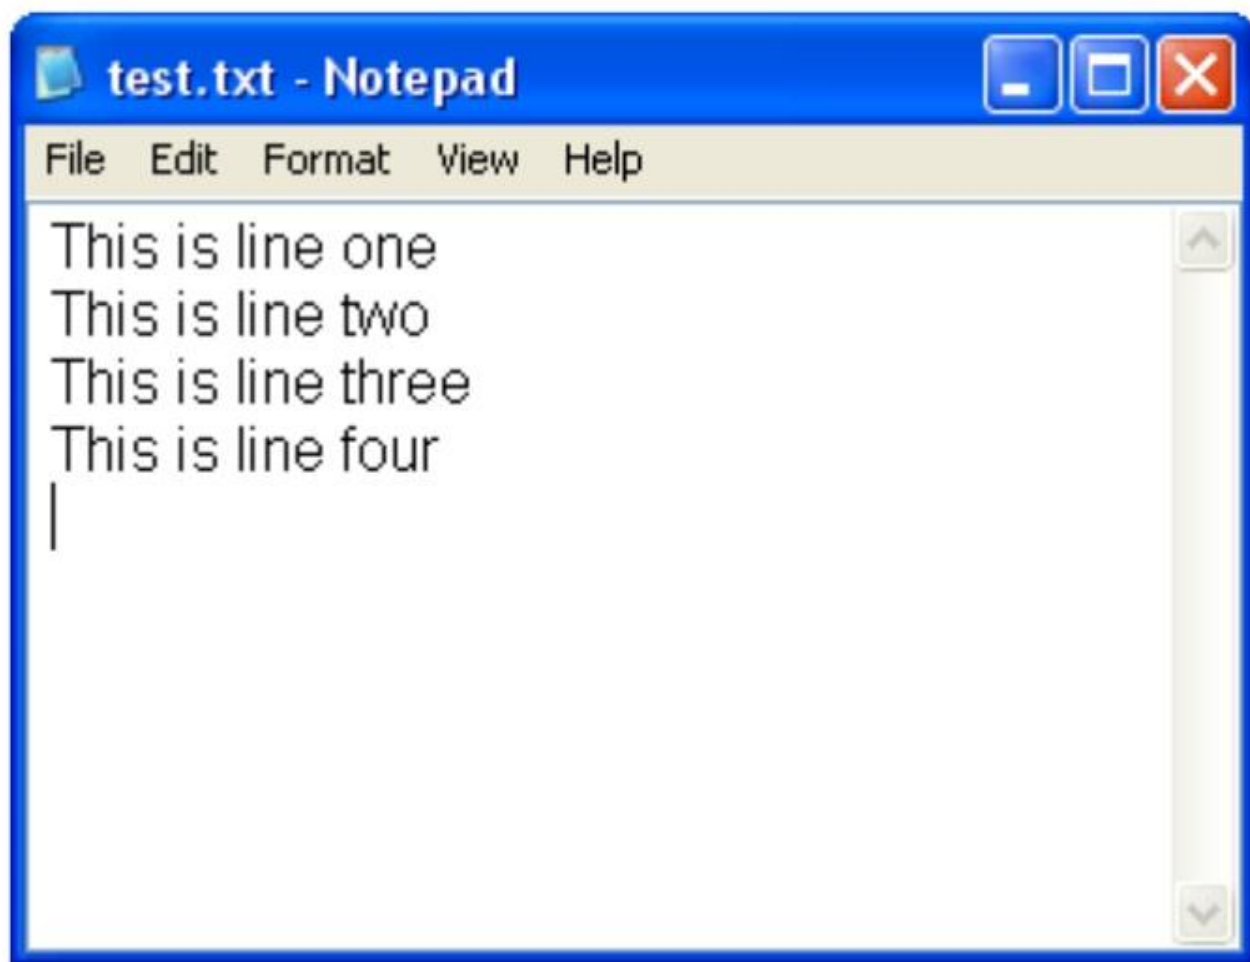 test.txt - Notepad
File Edit Format View Help
This is line one
This is line two
This is line three
This is line four